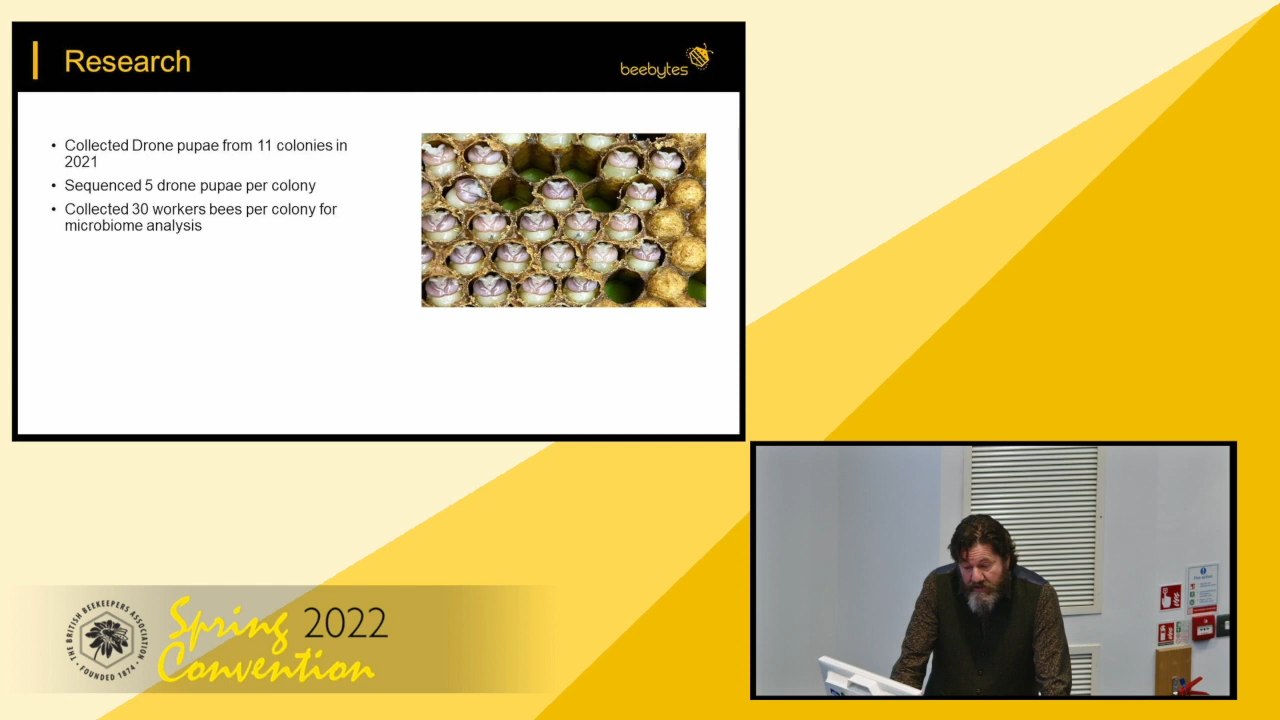 Research
beebytes
• Collected Drone pupae from 11 colonies in
2021
• Sequenced 5 drone pupae per colony
• Collected 30 workers bees per colony for
microbiome analysis
THE BRITISH BEEKEEPERS ASSOCIATION
• FOUNDED 1874 •
Spring 2022
Convention